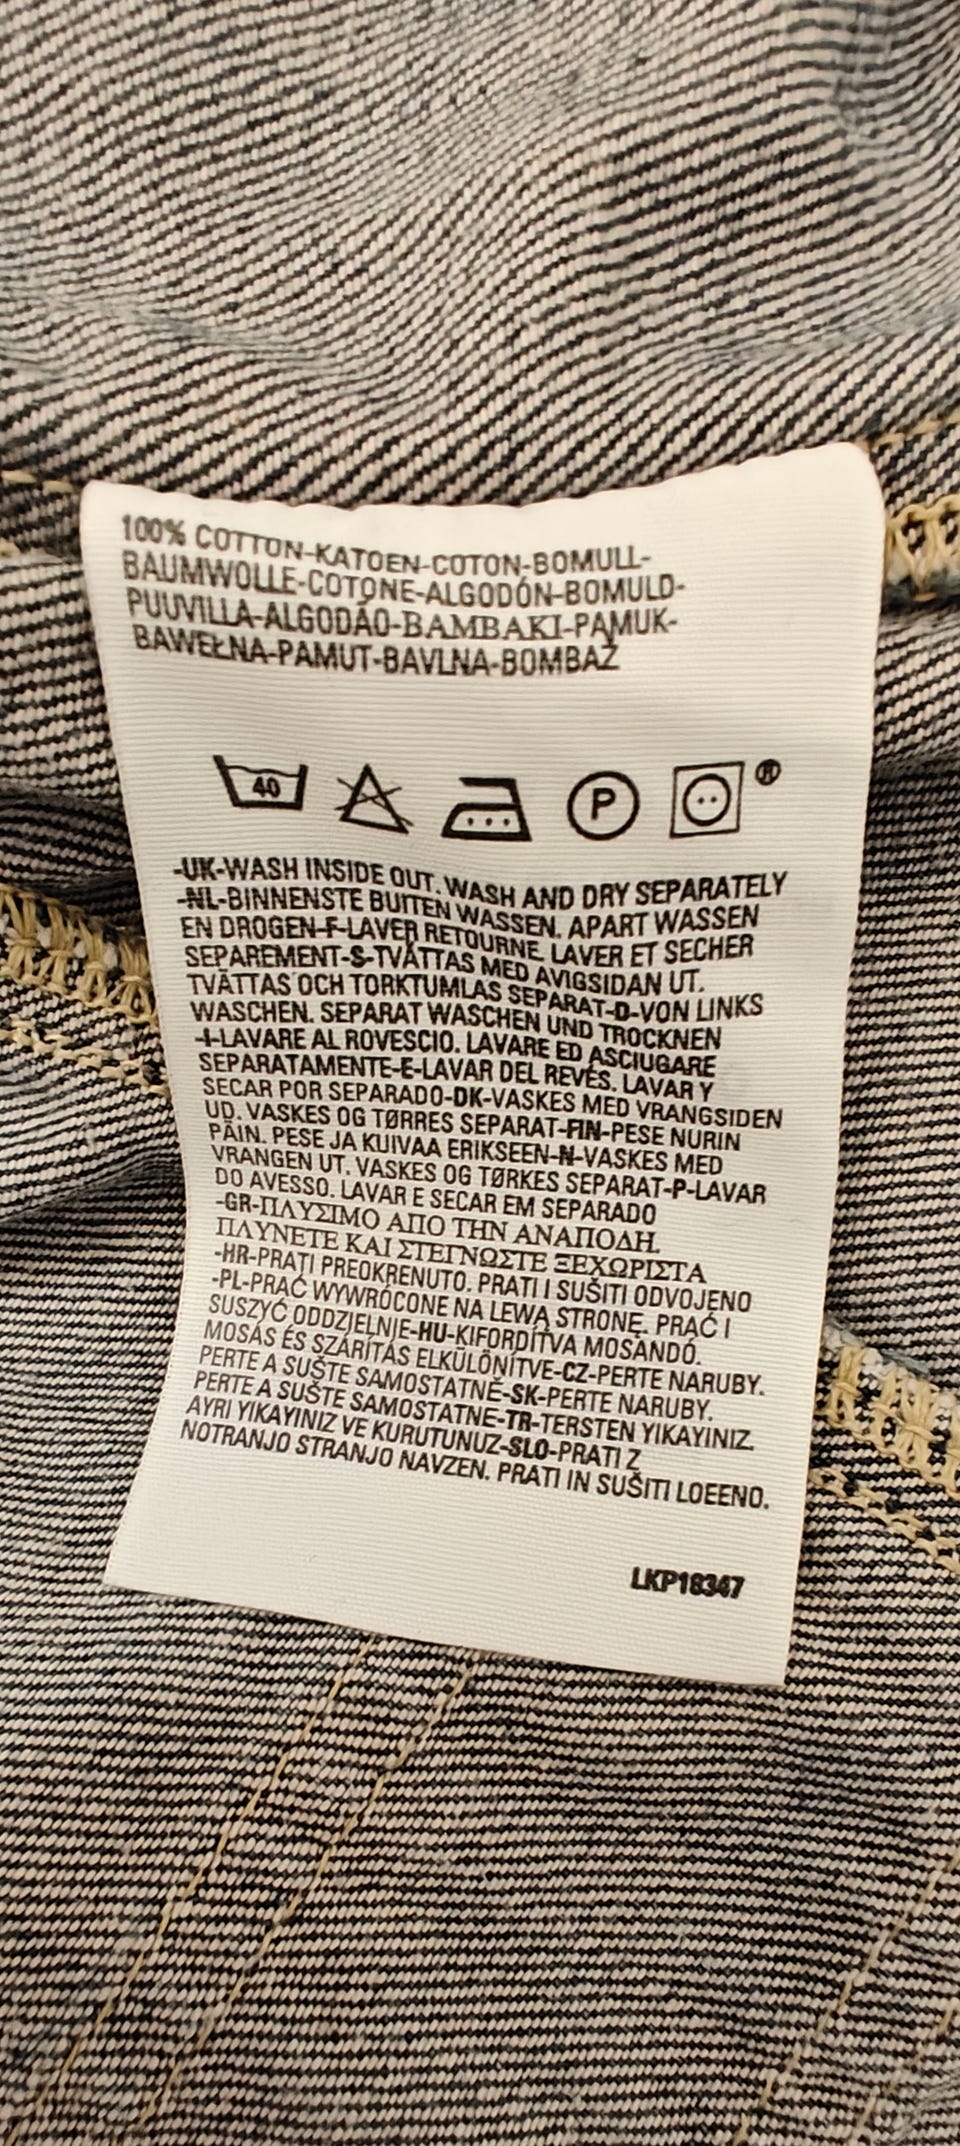 100% COTTON-KATOEN-COTON-BOMULL-
BAUMWOLLE-COTONE-ALGODÓN-BOMULD-
PUUVILLA-ALGODÃO-BAMBAKI-PAMUK-
BAWEŁNA-PAMUT-BAVLNA-BOMBAŽ
40 P ®
-UK-WASH INSIDE OUT. WASH AND DRY SEPARATELY
-NL-BINNENSTE BUITEN WASSEN. APART WASSEN
EN DROGEN-F-LAVER RETOURNE. LAVER ET SECHER
SEPAREMENT-S-TVÄTTAS MED AVIGSIDAN UT.
TVÄTTAS OCH TORKTUMLAS SEPARAT-D-VON LINKS
WASCHEN. SEPARAT WASCHEN UND TROCKNEN
-I-LAVARE AL ROVESCIO. LAVARE ED ASCIUGARE
SEPARATAMENTE-E-LAVAR DEL REVÉS. LAVAR Y
SECAR POR SEPARADO-DK-VASKES MED VRANGSIDEN
UD. VASKES OG TØRRES SEPARAT-FIN-PESE NURIN
PÄIN. PESE JA KUIVAA ERIKSEEN-N-VASKES MED
VRANGEN UT. VASKES OG TØRKES SEPARAT-P-LAVAR
DO AVESSO. LAVAR E SECAR EM SEPARADO
-GR-ΠΛΥΣΙΜΟ ΑΠΟ ΤΗΝ ΑΝΑΠΟΔΗ.
ΠΛΥΝΕΤΕ ΚΑΙ ΣΤΕΓΝΩΣΤΕ ΞΕΧΩΡΙΣΤΑ
-HR-PRATI PREOKRENUTO. PRATI I SUŠITI ODVOJENO
-PL-PRAĆ WYWRÓCONE NA LEWĄ STRONĘ. PRAĆ I
SUSZYĆ ODDZIELNIE-HU-KIFORDÍTVA MOSANDÓ.
MOSÁS ÉS SZÁRÍTÁS ELKÜLÖNÍTVE-CZ-PERTE NARUBY.
PERTE A SUŠTE SAMOSTATNĚ-SK-PERTE NARUBY.
PERTE A SUŠTE SAMOSTATNE-TR-TERSTEN YIKAYINIZ.
AYRI YIKAYINIZ VE KURUTUNUZ-SLO-PRATI Z
NOTRANJO STRANJO NAVZEN. PRATI IN SUŠITI LOEENO.
LKP18347